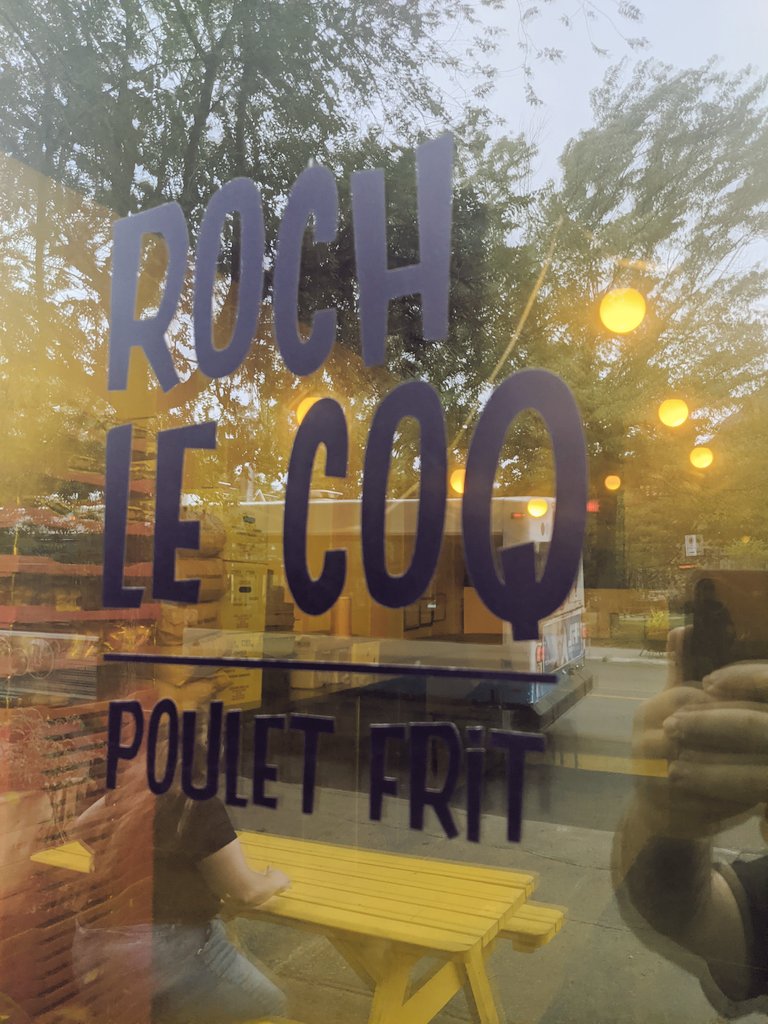 ROCH
LE COQ
POULET FRiT